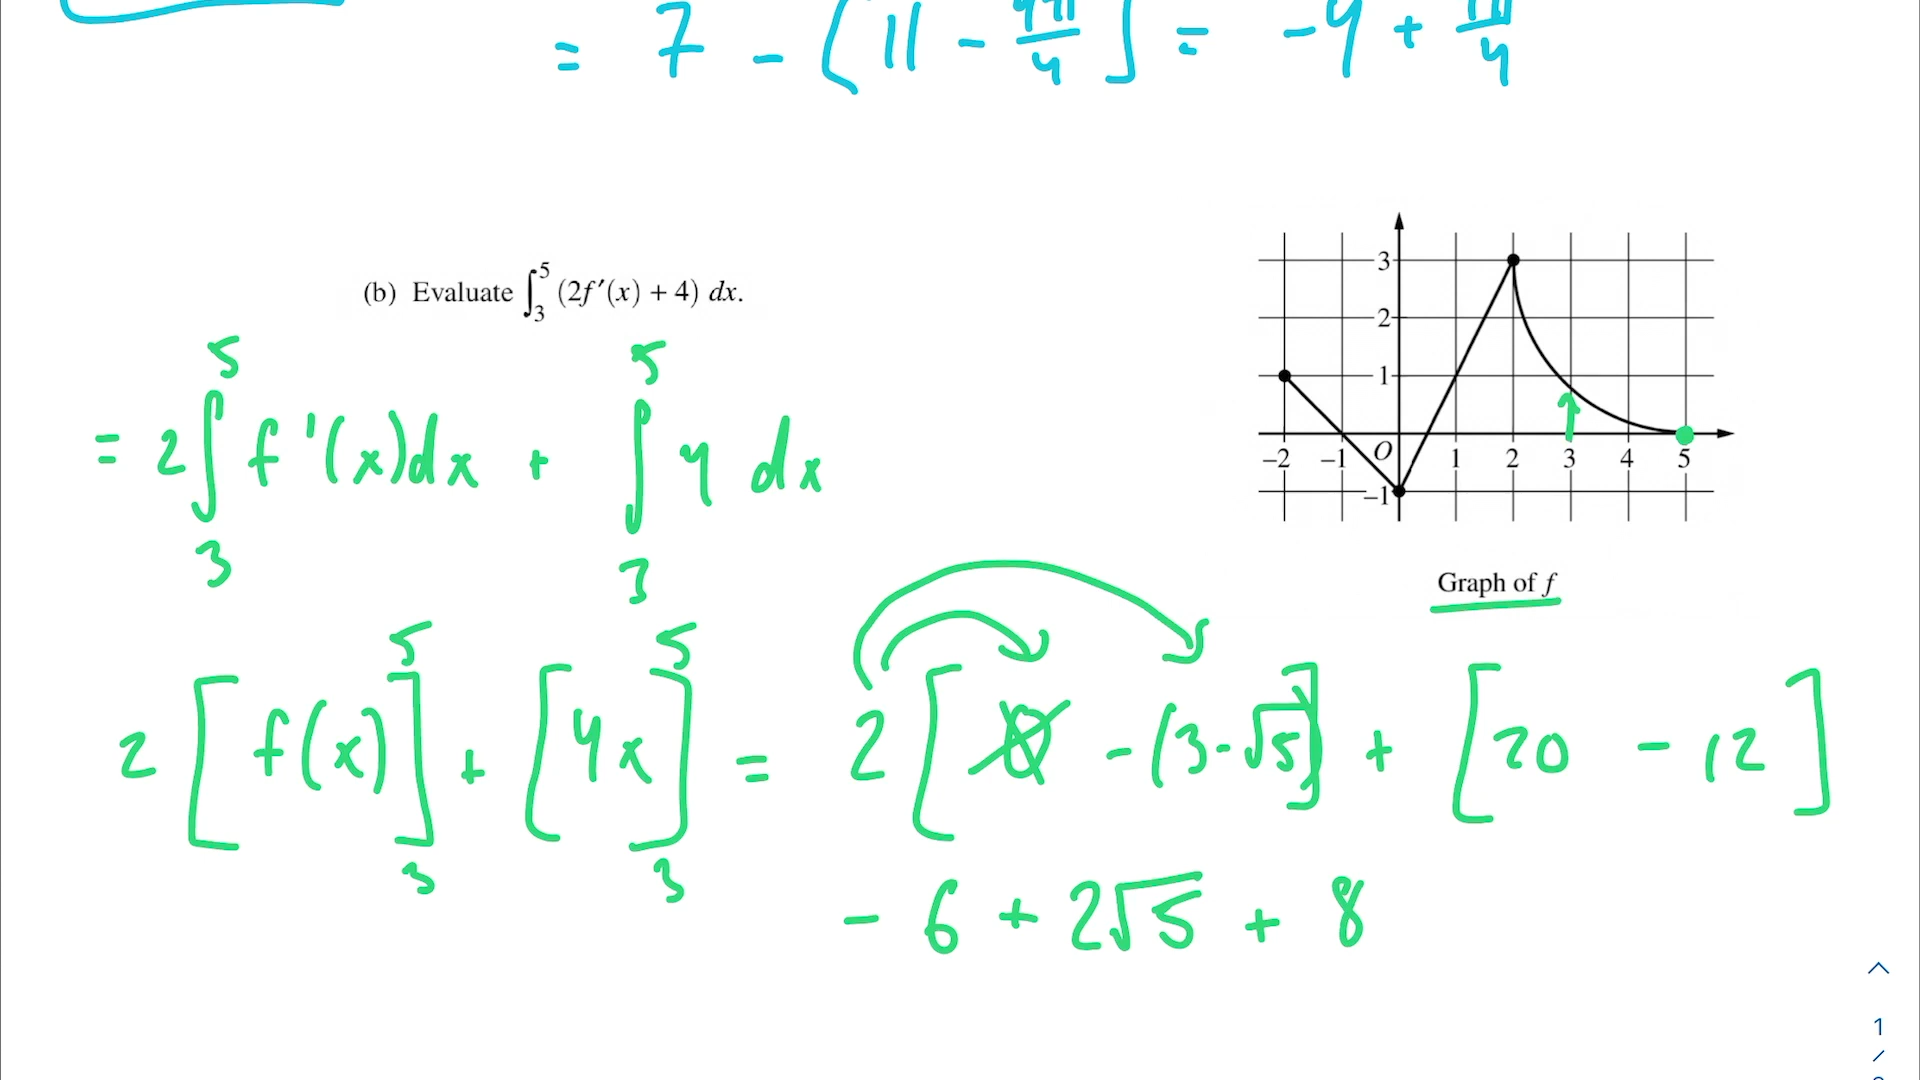 = 7 - (11 - 9π/4] = -4 + 9π/4
(b) Evaluate ∫₃⁵ (2f′(x) + 4) dx.
= 2 ∫₃⁵ f'(x)dx + ∫₃⁵ 4 dx
3
2
1
O
-2 -1 1 2 3 4 5
-1
Graph of f
2 [f(x)]₃⁵ + [4x]₃⁵ = 2 [0 - (3-√5)] + [20 - 12]
- 6 + 2√5 + 8
1
/